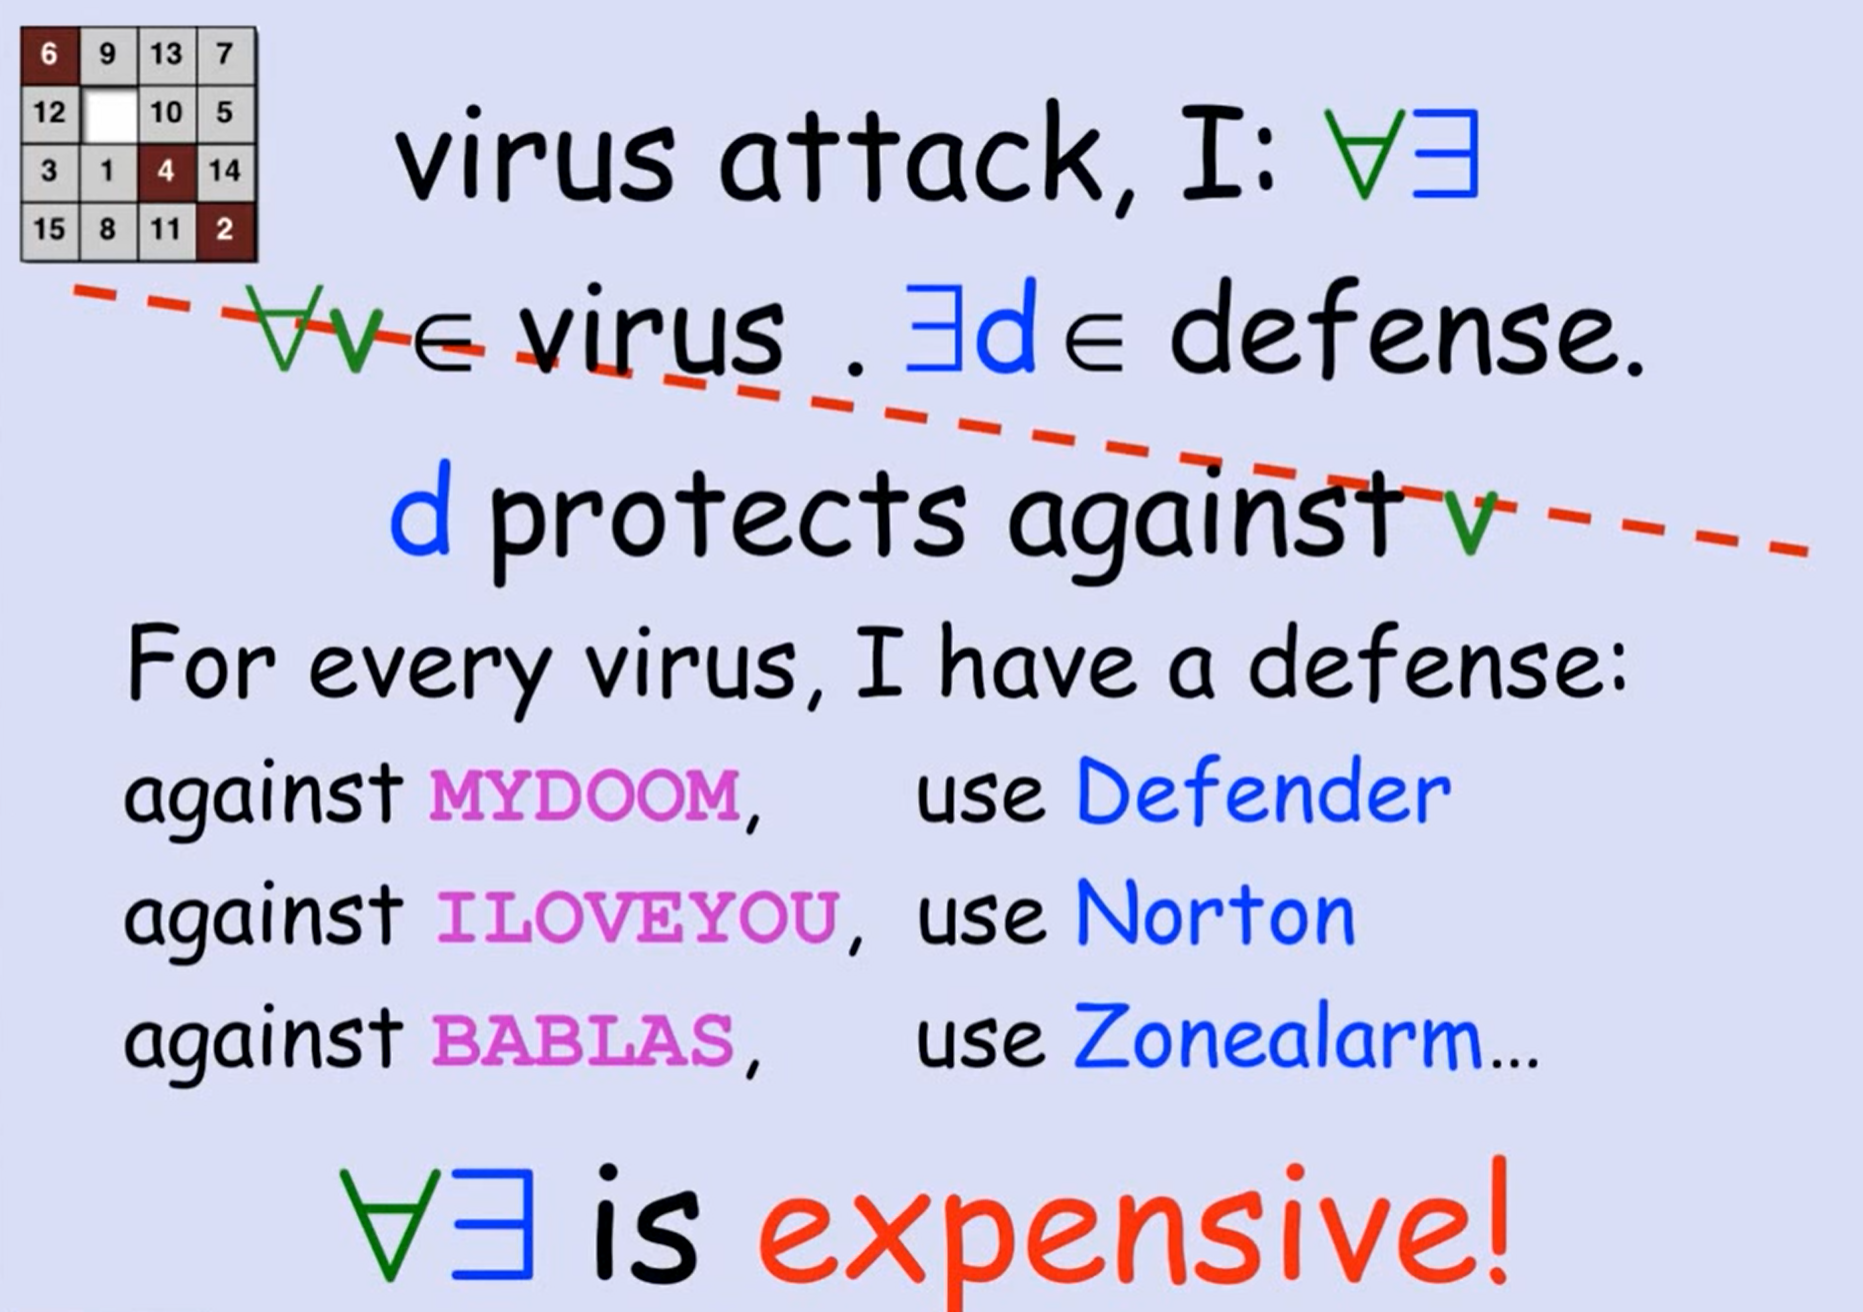 6 9 13 7
12 10 5
3 1 4 14
15 8 11 2
virus attack, I: ∀∃
∀v ∈ virus . ∃d ∈ defense.
d protects against v
For every virus, I have a defense:
against MYDOOM, use Defender
against ILOVEYOU, use Norton
against BABLAS, use Zonealarm...
∀∃ is expensive!